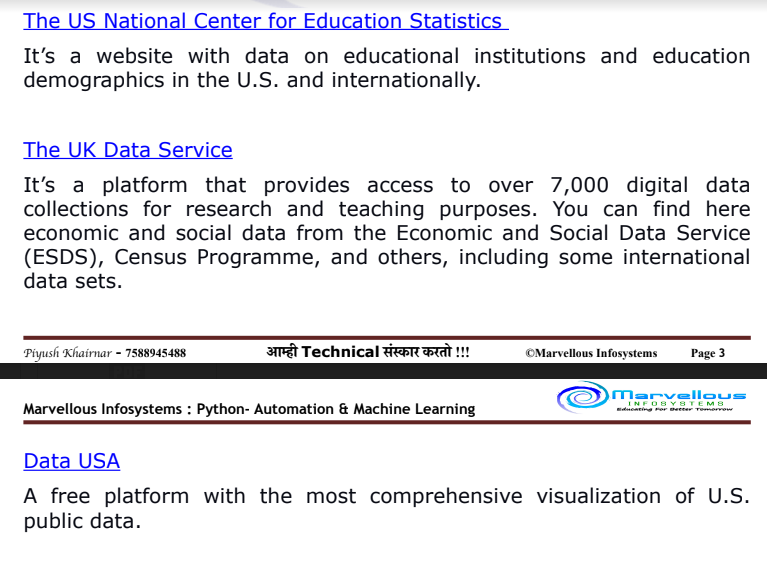 The US National Center for Education Statistics
It’s a website with data on educational institutions and education
demographics in the U.S. and internationally.
The UK Data Service
It’s a platform that provides access to over 7,000 digital data
collections for research and teaching purposes. You can find here
economic and social data from the Economic and Social Data Service
(ESDS), Census Programme, and others, including some international
data sets.
Piyush Khairnar - 7588945488 आम्ही Technical संस्कार करतो !!! ©Marvellous Infosystems Page 3
Marvellous Infosystems : Python- Automation & Machine Learning
Marvellous
INFOSYSTEMS
Educating For Better Tomorrow
Data USA
A free platform with the most comprehensive visualization of U.S.
public data.